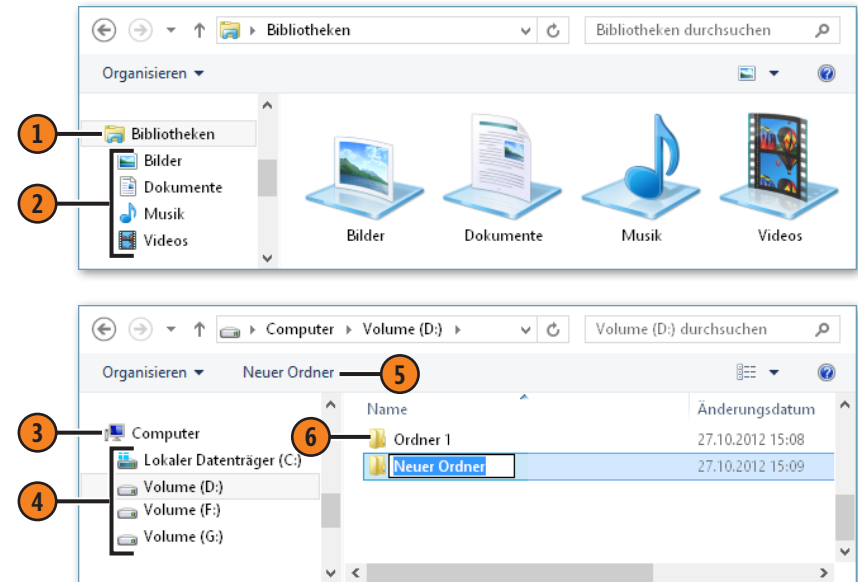 Bibliotheken
Bibliotheken durchsuchen
Organisieren
?
1
Bibliotheken
2
Bilder
Dokumente
Musik
Videos
Bilder
Dokumente
Musik
Videos
Computer
Volume (D:)
Volume (D:) durchsuchen
Organisieren
Neuer Ordner
5
?
Name
Änderungsdatum
3
Computer
6
Ordner 1
27.10.2012 15:08
Lokaler Datenträger (C:)
Neuer Ordner
27.10.2012 15:09
4
Volume (D:)
Volume (F:)
Volume (G:)